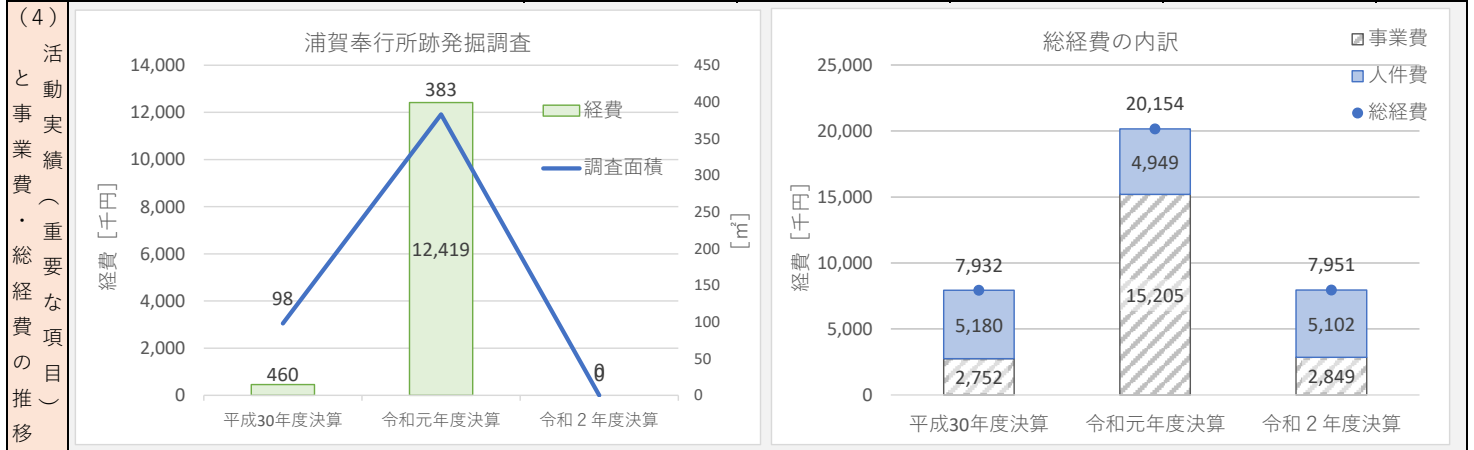 (4)活動実績(重要な項目)
と事業費・総経費の推移
浦賀奉行所跡発掘調査
経費
調査面積
経費[千円]
14,000
12,000
10,000
8,000
6,000
4,000
2,000
0
450
400
350
300
250
200
150
100
50
0
[㎡]
383
12,419
98
460
0
0
平成30年度決算
令和元年度決算
令和2年度決算
総経費の内訳
事業費
人件費
総経費
経費[千円]
25,000
20,000
15,000
10,000
5,000
0
20,154
4,949
15,205
7,932
5,180
2,752
7,951
5,102
2,849
平成30年度決算
令和元年度決算
令和2年度決算